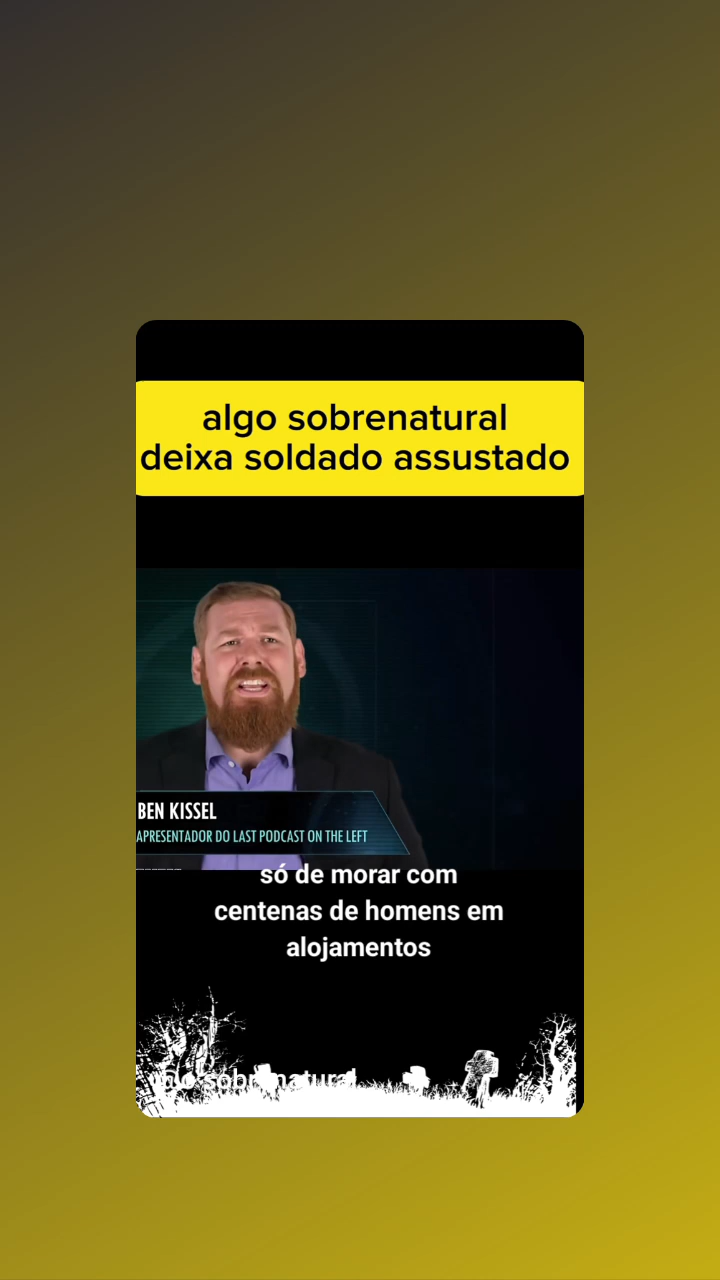 algo sobrenatural
deixa soldado assustado
BEN KISSEL
APRESENTADOR DO LAST PODCAST ON THE LEFT
só de morar com
centenas de homens em
alojamentos
@o sobrenatural